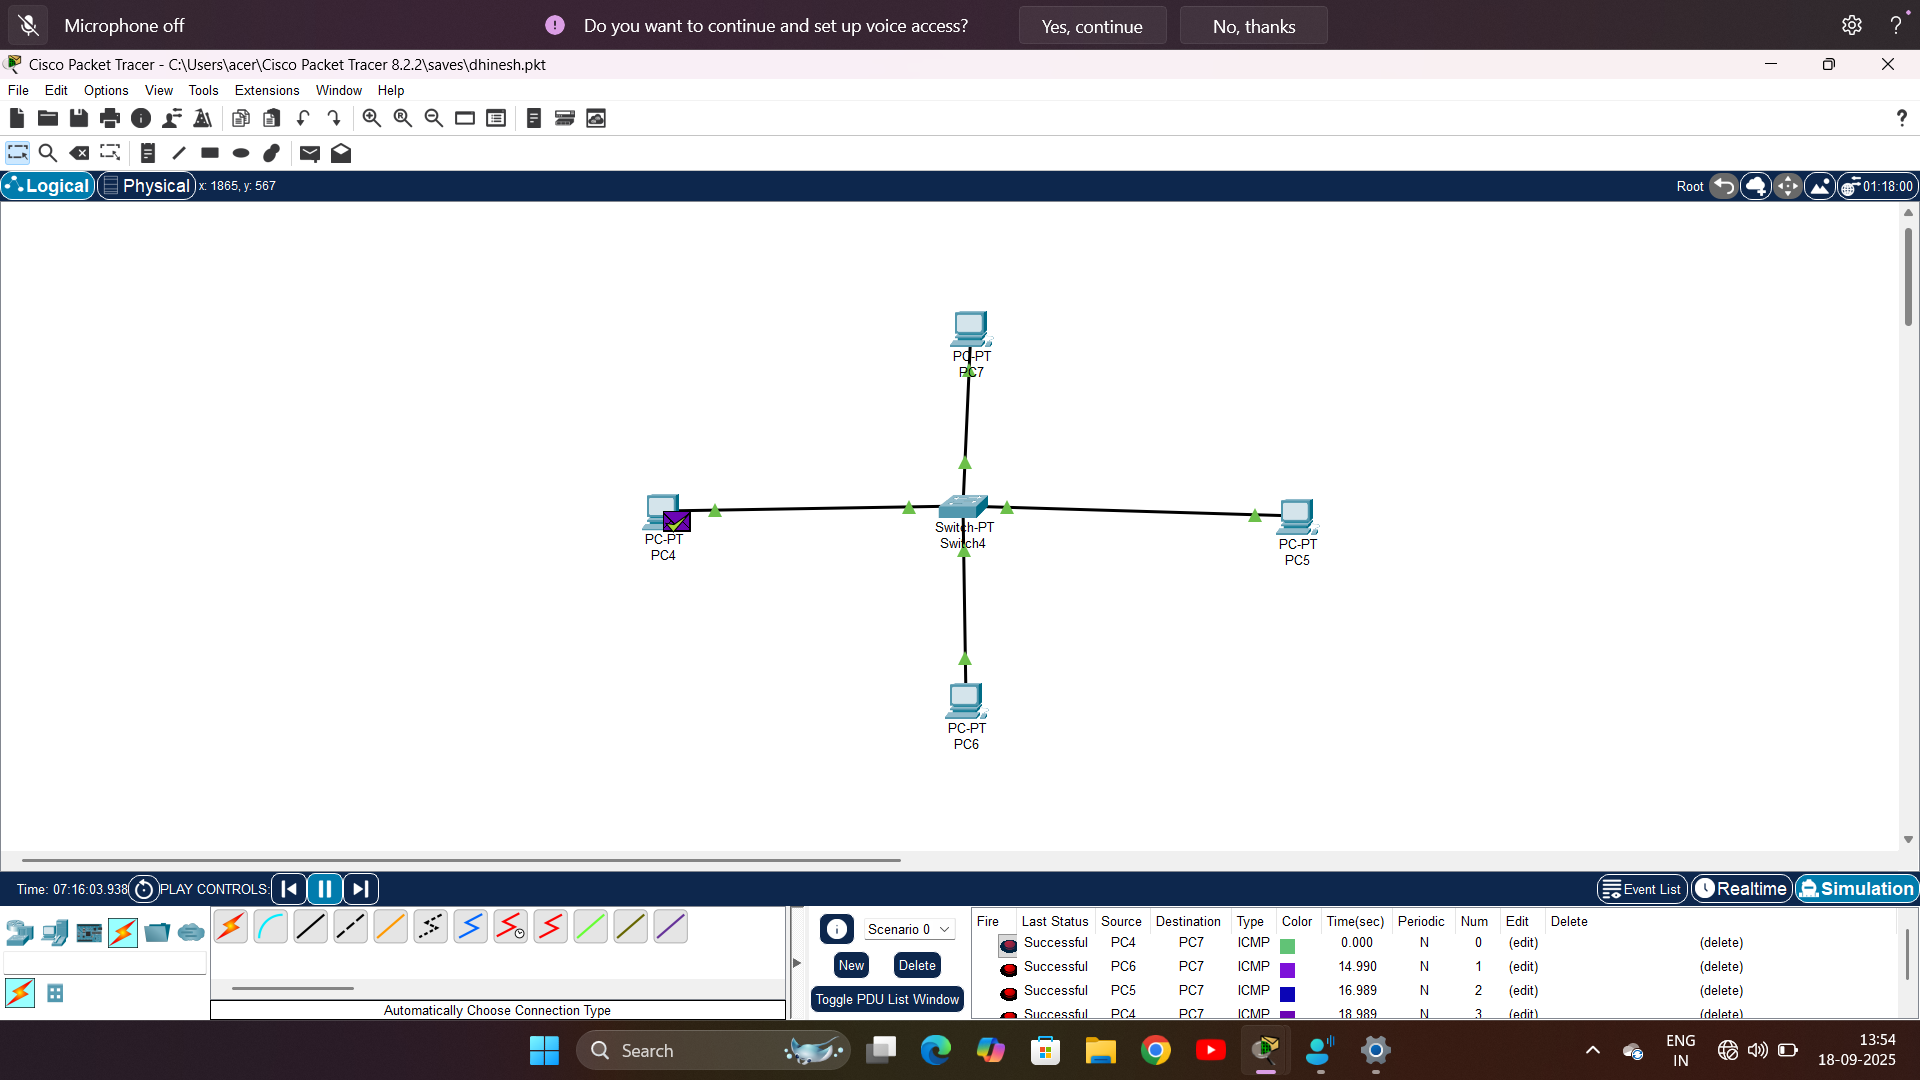 Microphone off
Do you want to continue and set up voice access?
Yes, continue
No, thanks
Cisco Packet Tracer - C:\Users\acer\Cisco Packet Tracer 8.2.2\saves\dhinesh.pkt
File Edit Options View Tools Extensions Window Help
Logical Physical x: 1865, y: 567
Root 01:18:00
PC-PT
PC7
PC-PT
PC4
Switch-PT
Switch4
PC-PT
PC5
PC-PT
PC6
Time: 07:16:03.938 PLAY CONTROLS:
Event List Realtime Simulation
Scenario 0
New Delete
Toggle PDU List Window
Automatically Choose Connection Type
Fire Last Status Source Destination Type Color Time(sec) Periodic Num Edit Delete
Successful PC4 PC7 ICMP 0.000 N 0 (edit) (delete)
Successful PC6 PC7 ICMP 14.990 N 1 (edit) (delete)
Successful PC5 PC7 ICMP 16.989 N 2 (edit) (delete)
Successful PC4 PC7 ICMP 18.989 N 3 (edit) (delete)
Search
ENG
IN
13:54
18-09-2025